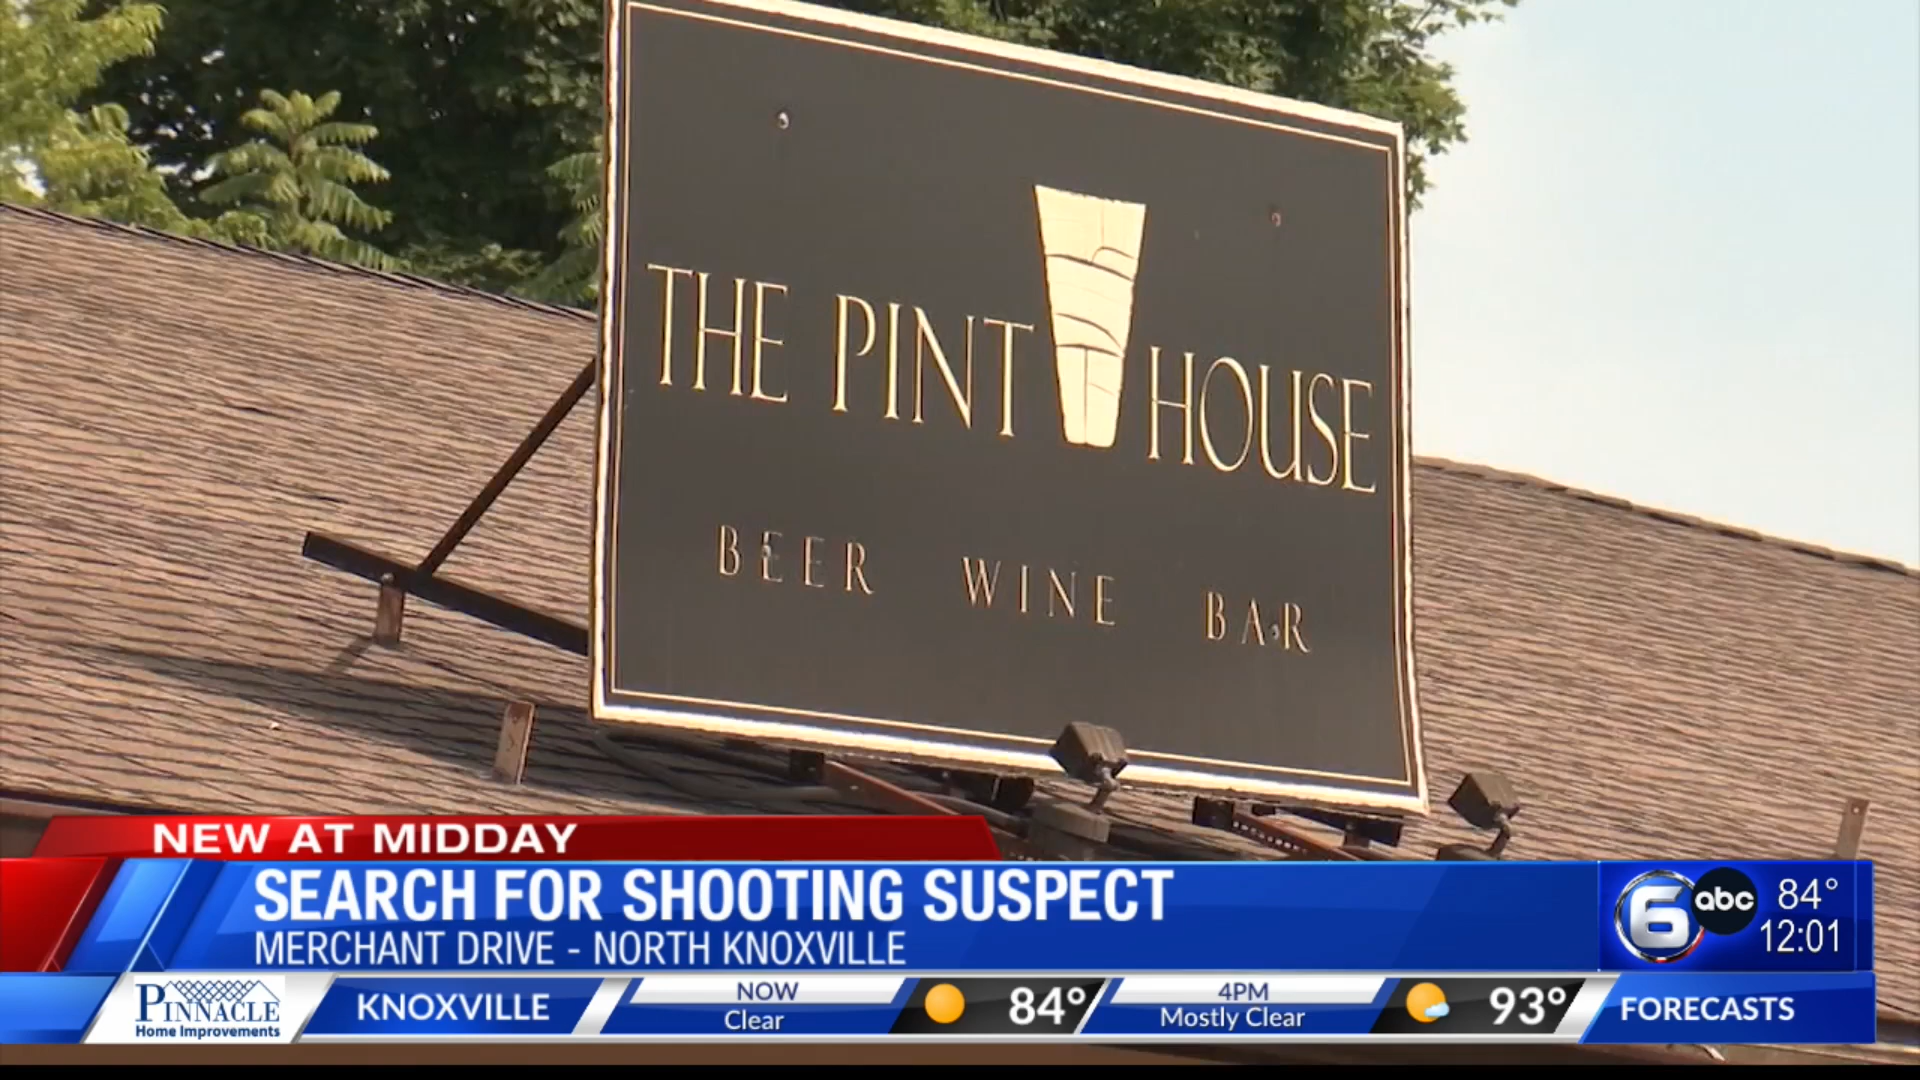 THE PINT HOUSE
BEER WINE BAR
NEW AT MIDDAY
SEARCH FOR SHOOTING SUSPECT
MERCHANT DRIVE - NORTH KNOXVILLE
6 abc 84°
12:01
PINNACLE
Home Improvements
KNOXVILLE
NOW
Clear
84°
4PM
Mostly Clear
93°
FORECASTS